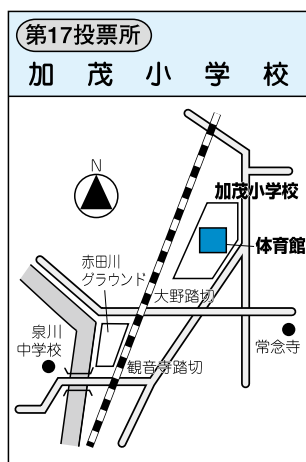 第17投票所
加茂小学校
N
加茂小学校
体育館
赤田川
グラウンド
大野踏切
泉川
中学校
常念寺
観音寺踏切